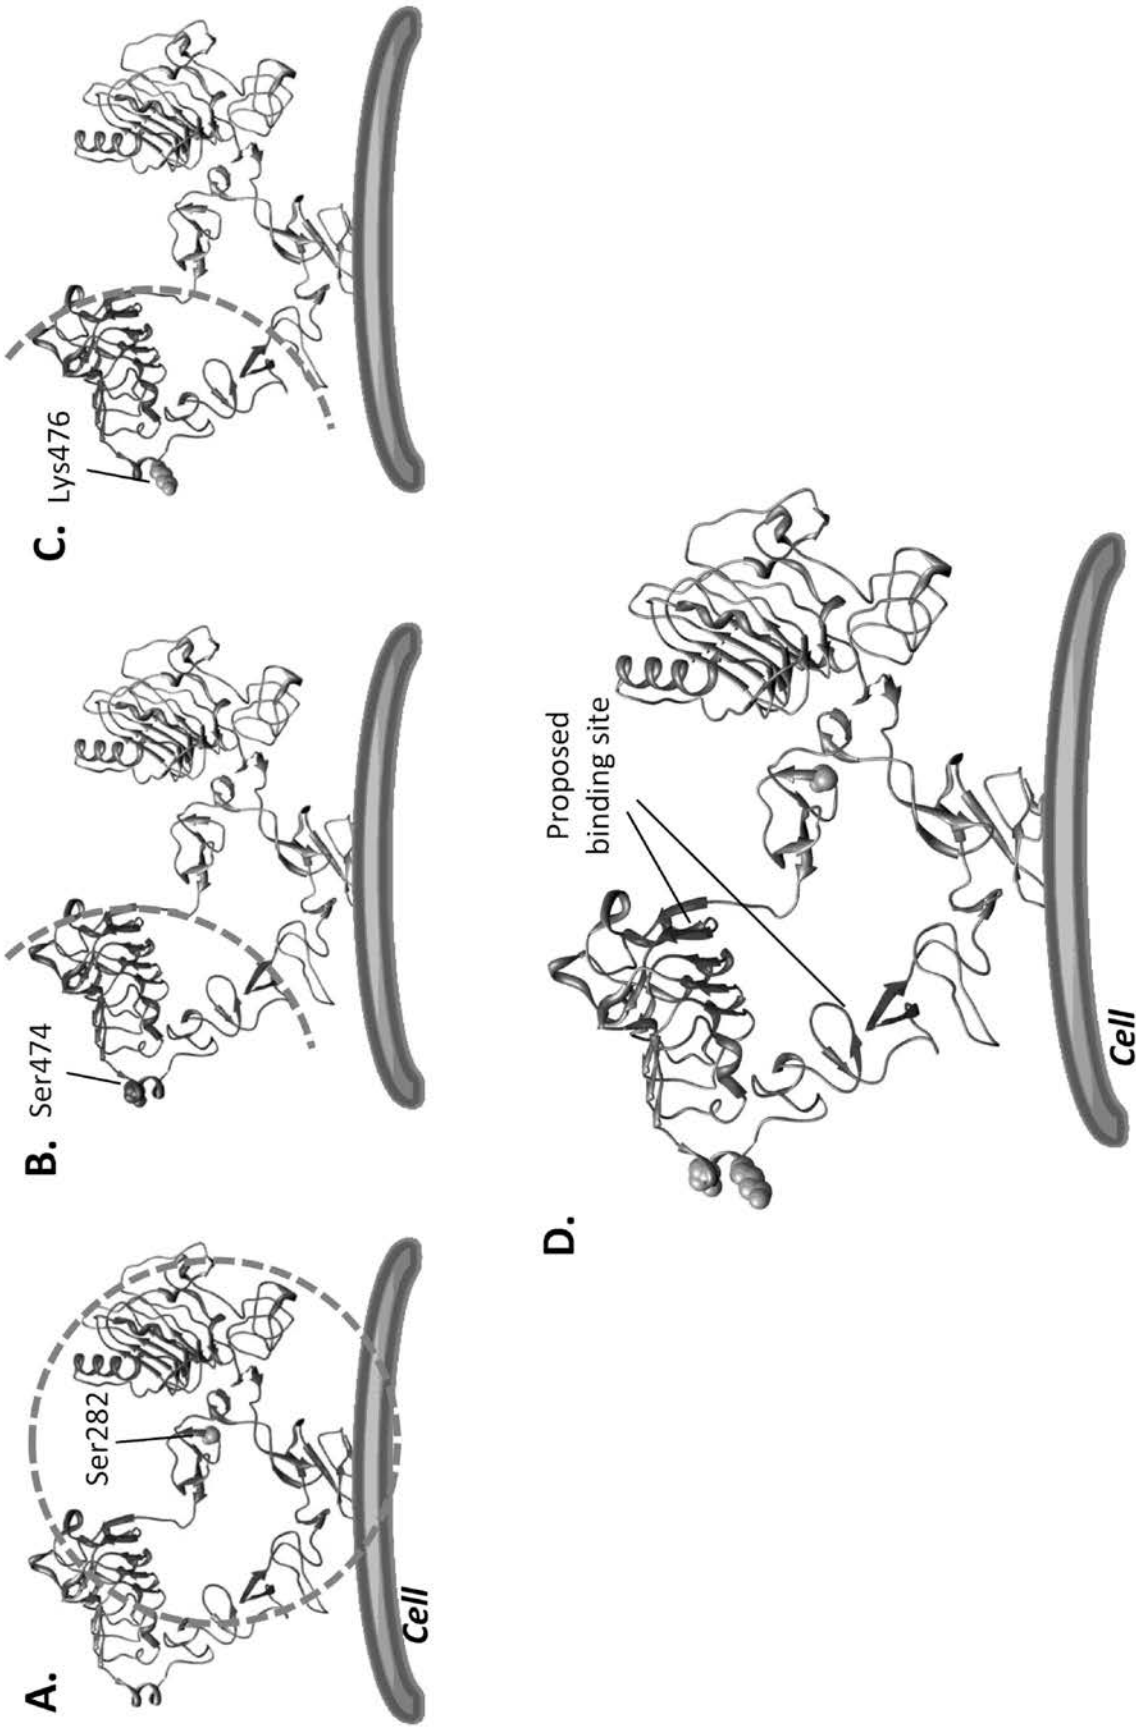 A.
Ser282
Cell
B.
Ser474
C.
Lys476
D.
Proposed
binding site
Cell